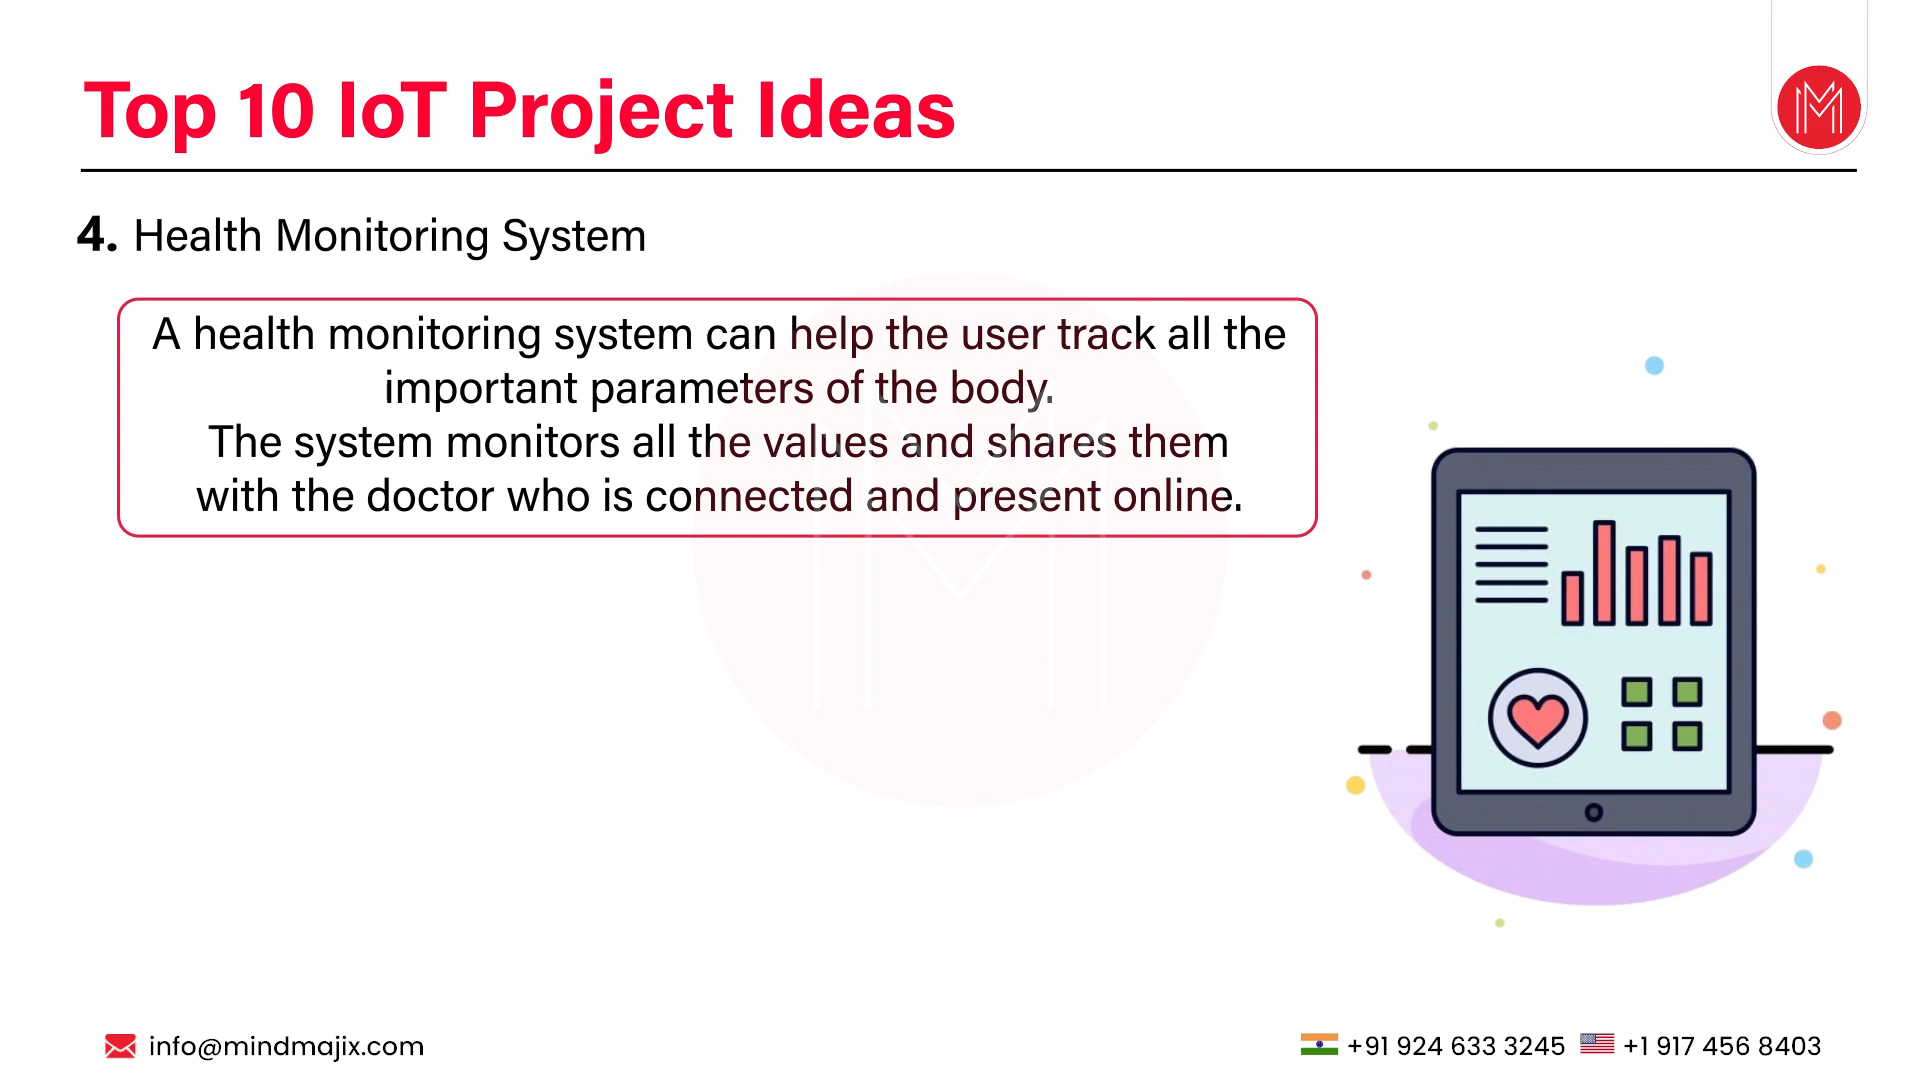 Top 10 IoT Project Ideas
4. Health Monitoring System
A health monitoring system can help the user track all the
important parameters of the body.
The system monitors all the values and shares them
with the doctor who is connected and present online.
info@mindmajix.com
+91 924 633 3245
+1 917 456 8403